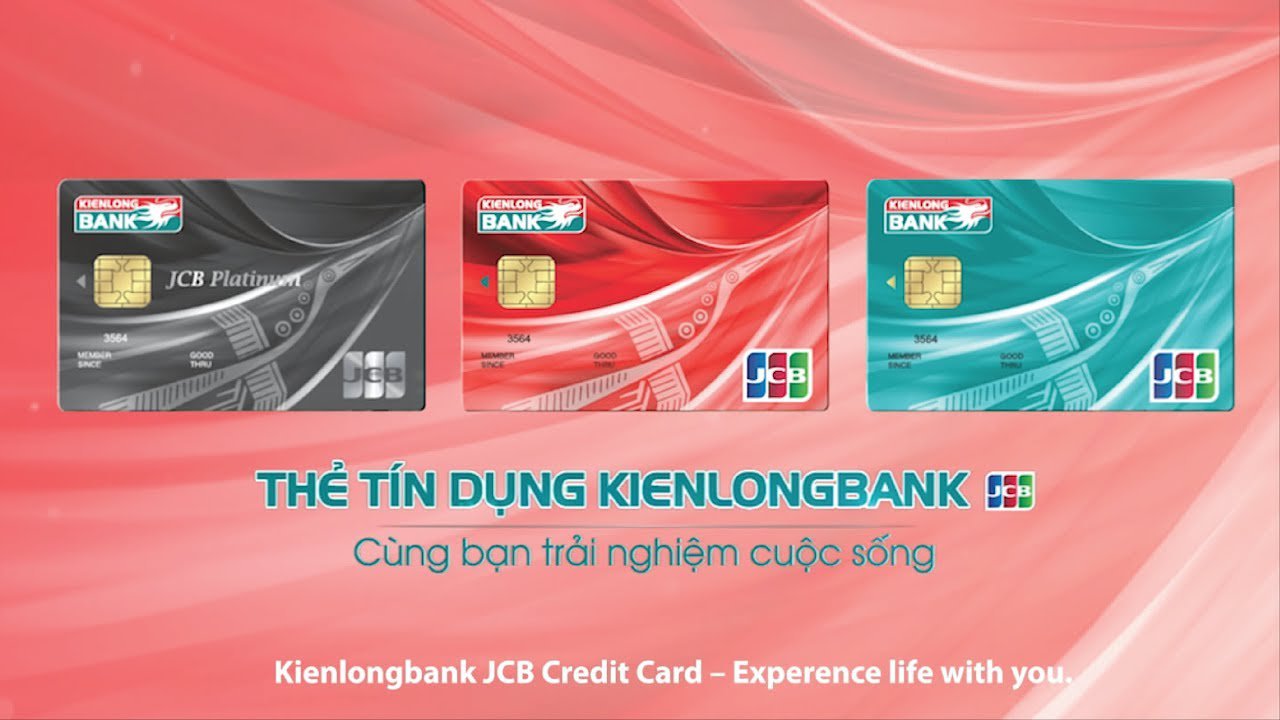 KIENLONG
BANK
JCB Platinum
3564
MEMBER SINCE
GOOD THRU
JCB
KIENLONG
BANK
3564
MEMBER SINCE
GOOD THRU
JCB
KIENLONG
BANK
3564
MEMBER SINCE
GOOD THRU
JCB
THẺ TÍN DỤNG KIENLONGBANK JCB
Cùng bạn trải nghiệm cuộc sống
Kienlongbank JCB Credit Card – Experence life with you.